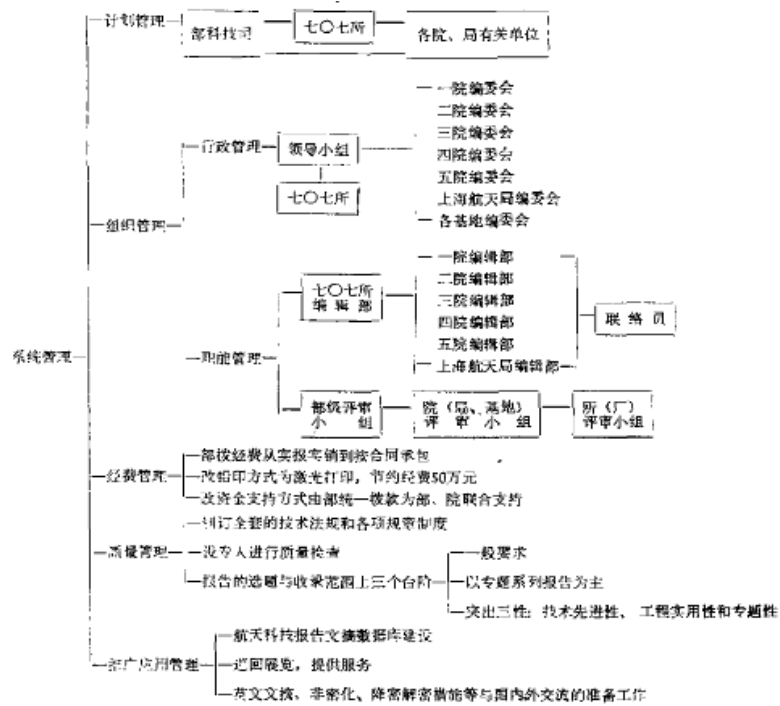 计划管理
部科技司
七〇七所
各院、局有关单位
一院编委会
二院编委会
三院编委会
四院编委会
五院编委会
上海航天局编委会
各基地编委会
行政管理
领导小组
七〇七所
组织管理
一院编辑部
二院编辑部
三院编辑部
四院编辑部
五院编辑部
上海航天局编辑部
七〇七所
编辑部
联络员
职能管理
系统管理
部级评审
小组
院（局、基地）
评审小组
所（厂）
评审小组
部按经费从实报实销到按合同承包
经费管理
改铅印方式为激光打印，节约经费50万元
改资金支持方式由部统一拨款为部、院联合支持
制订全套的技术法规和各项规章制度
质量管理
设专人进行质量检查
一般要求
报告的选题与收录范围上三个台阶
以专题系列报告为主
突出三性：技术先进性、工程实用性和专题性
航天科技报告文摘数据库建设
推广应用管理
巡回展览，提供服务
英文文摘、非密化、降密解密措施等与国内外交流的准备工作